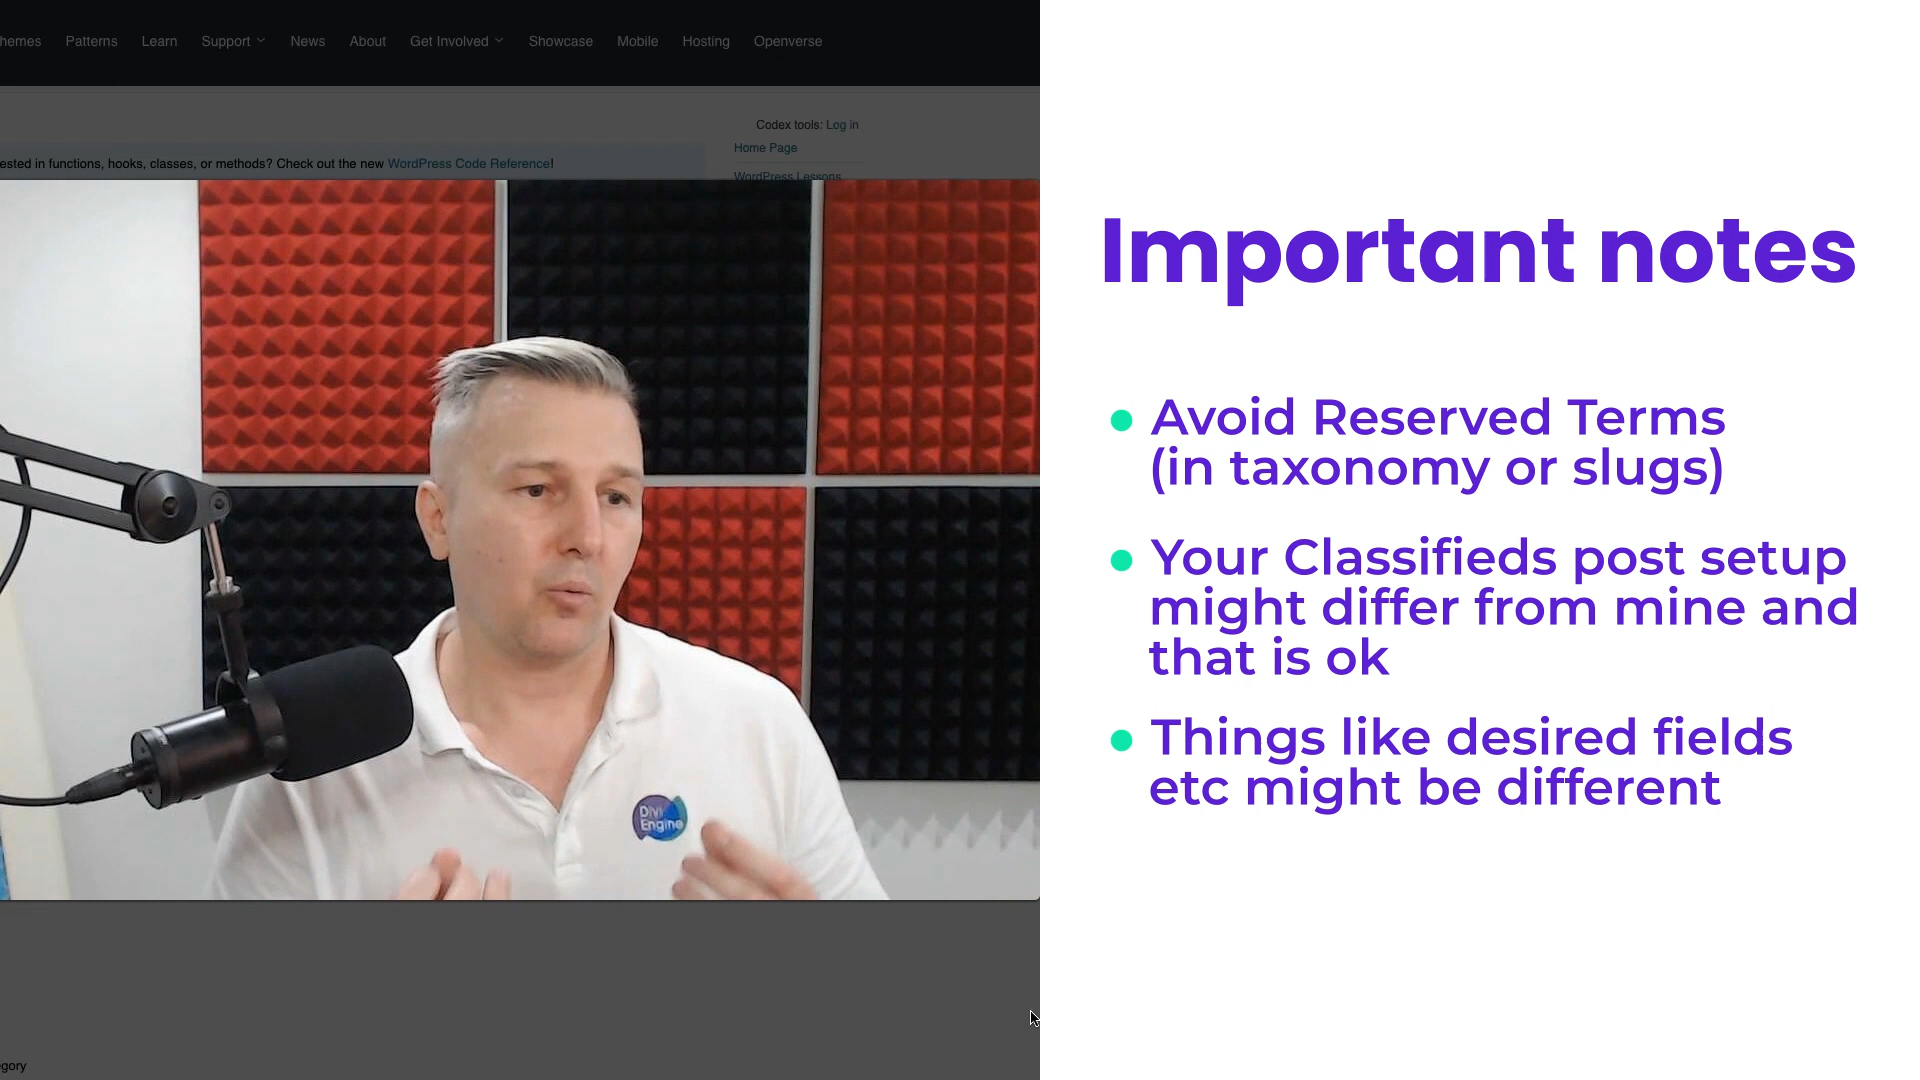 hemes Patterns Learn Support News About Get Involved Showcase Mobile Hosting Openverse
Codex tools: Log in
Home Page
ested in functions, hooks, classes, or methods? Check out the new WordPress Code Reference!
WordPress Lessons
Divi
Engine
egory
Important notes
Avoid Reserved Terms
(in taxonomy or slugs)
Your Classifieds post setup
might differ from mine and
that is ok
Things like desired fields
etc might be different